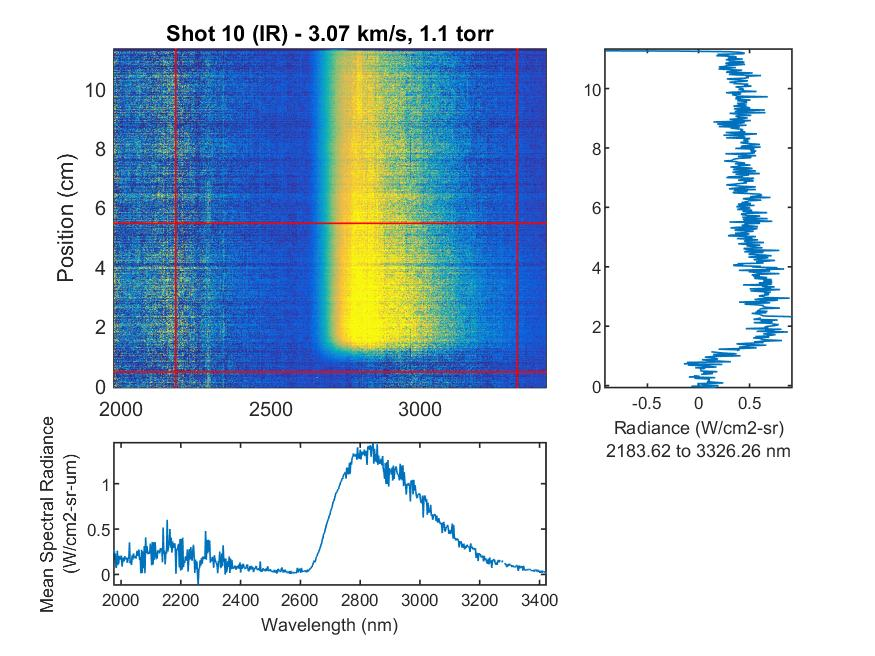 Shot 10 (IR) - 3.07 km/s, 1.1 torr
Position (cm)
10
8
6
4
2
0
2000 2500 3000
10
8
6
4
2
0
-0.5 0 0.5
Radiance (W/cm2-sr)
2183.62 to 3326.26 nm
Mean Spectral Radiance
(W/cm2-sr-um)
1
0.5
0
2000 2200 2400 2600 2800 3000 3200 3400
Wavelength (nm)